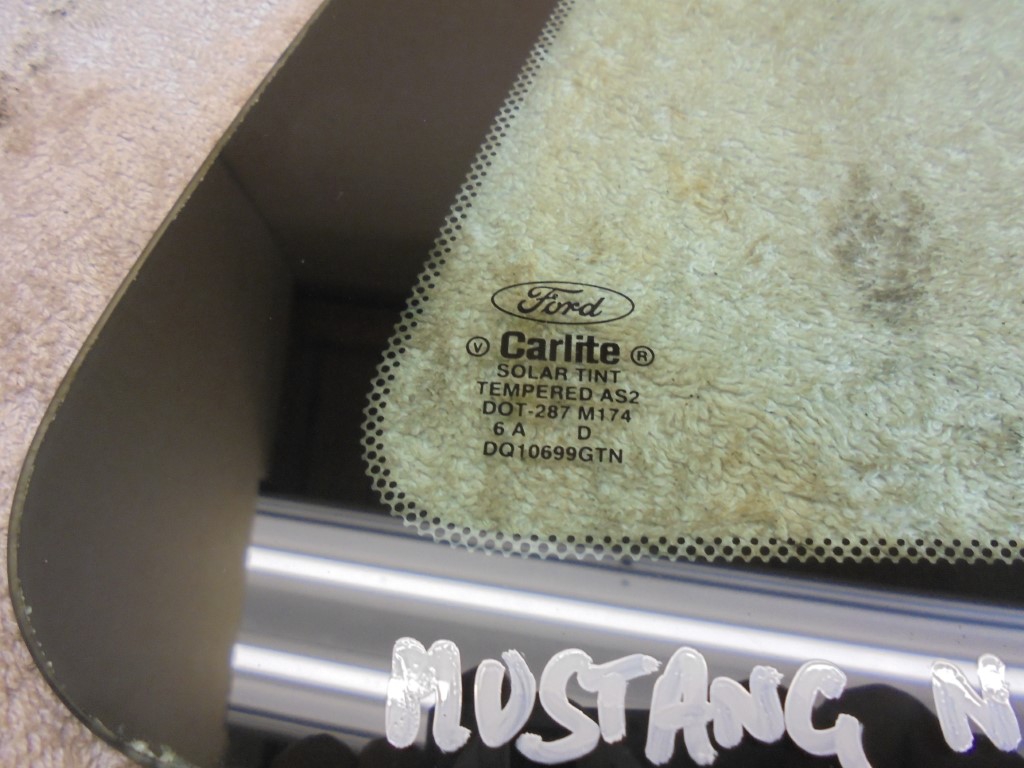 Ford
V Carlite ®
SOLAR TINT
TEMPERED AS2
DOT-287 M174
6 A D
DQ10699GTN
MUSTANG N